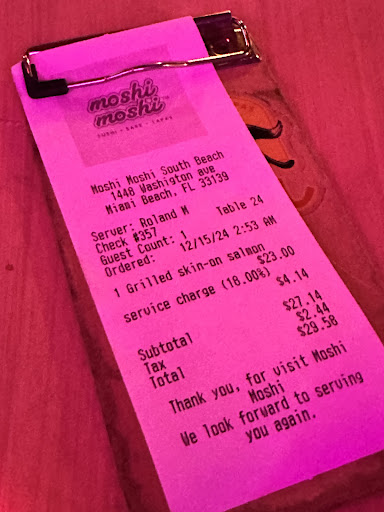 moshi
moshi
SUSHI • SAKE • TAPAS
Moshi Moshi South Beach
1448 Washigton ave
Miami Beach, FL 33139
Server: Roland M Table 24
Check #357
Guest Count: 1
Ordered: 12/15/24 2:53 AM
1 Grilled skin-on salmon
$23.00
service charge (18.00%) $4.14
Subtotal $27.14
Tax $2.44
Total $29.58
Thank you, for visit Moshi
Moshi
We look forward to serving
you again.